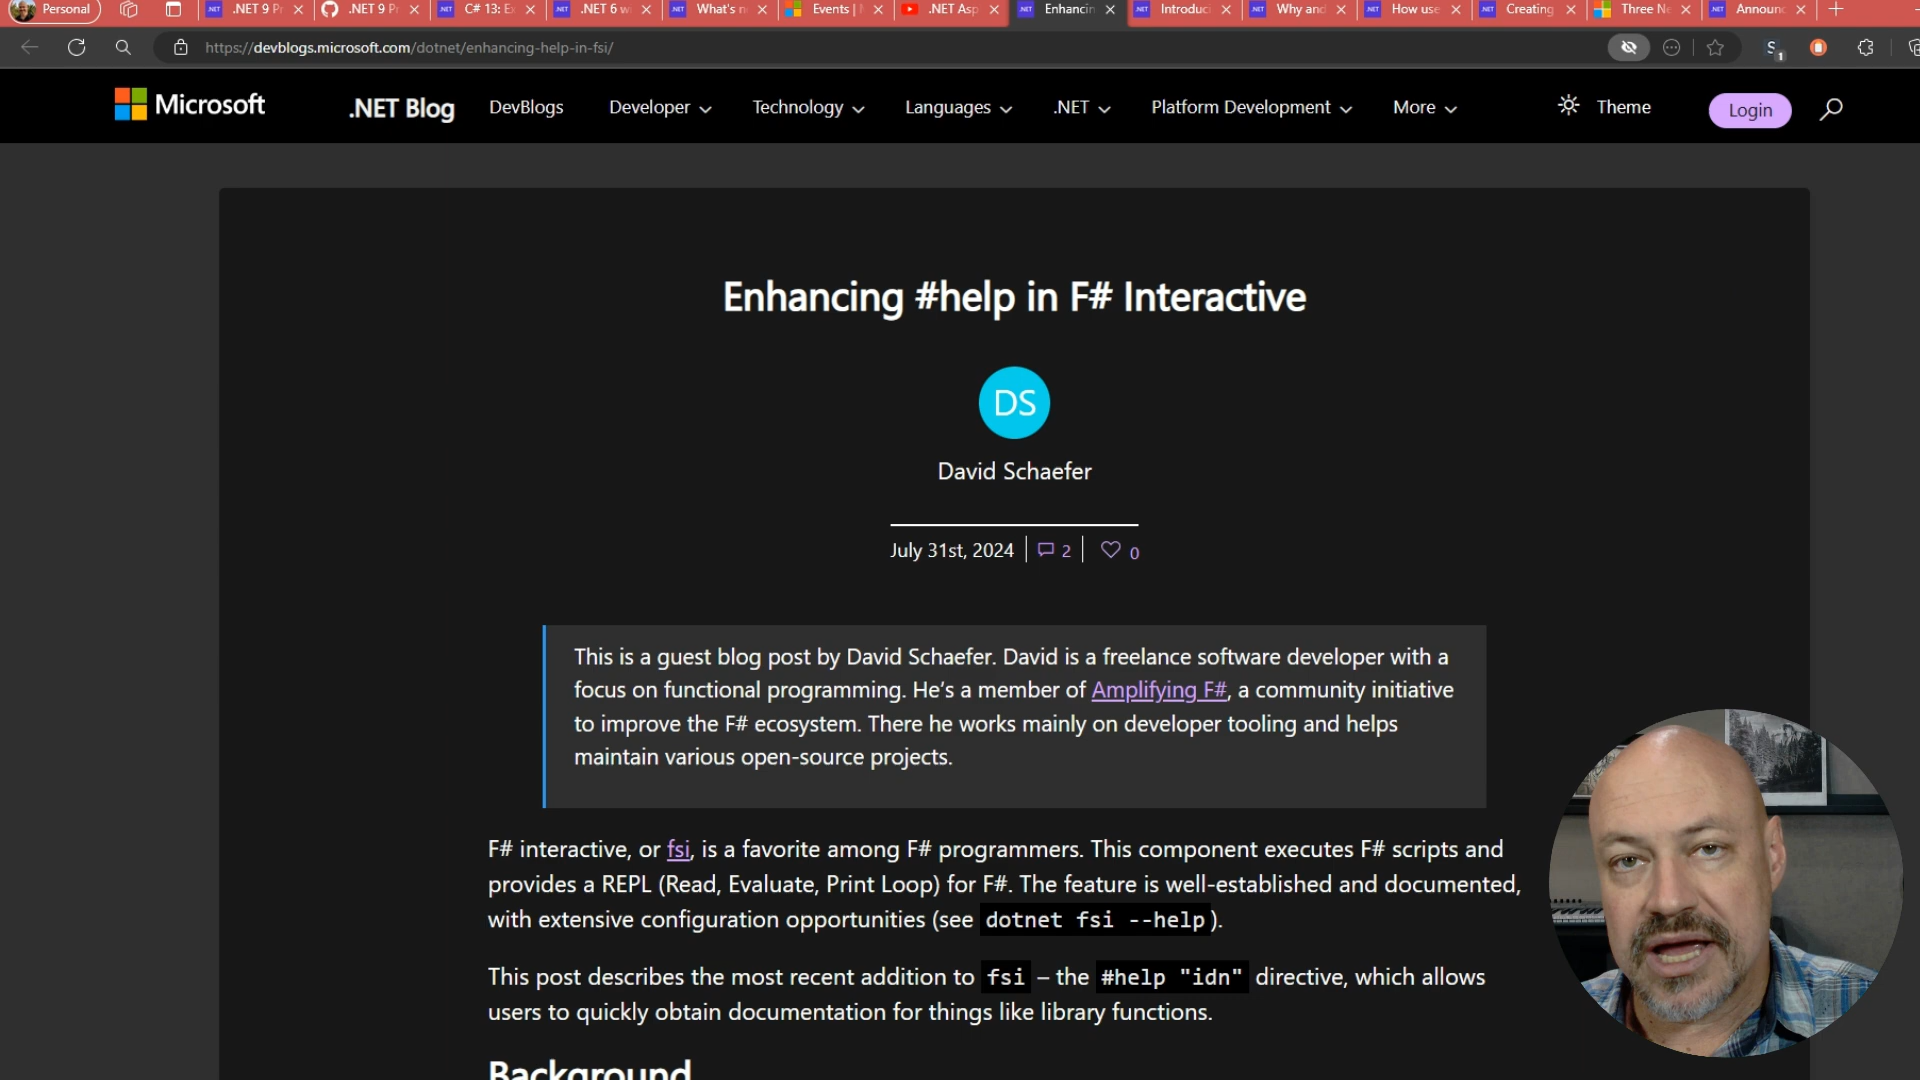 Personal
.NET 9 P
.NET 9 P
C# 13: E
.NET 6 w
What's n
Events |
.NET Asp
Enhancin
Introduc
Why and
How use
Creating
Three Ne
Announc
https://devblogs.microsoft.com/dotnet/enhancing-help-in-fsi/
S
1
Microsoft
.NET Blog
DevBlogs
Developer
Technology
Languages
.NET
Platform Development
More
Theme
Login
Enhancing #help in F# Interactive
DS
David Schaefer
July 31st, 2024 2 0
This is a guest blog post by David Schaefer. David is a freelance software developer with a
focus on functional programming. He's a member of Amplifying F#, a community initiative
to improve the F# ecosystem. There he works mainly on developer tooling and helps
maintain various open-source projects.
F# interactive, or fsi, is a favorite among F# programmers. This component executes F# scripts and
provides a REPL (Read, Evaluate, Print Loop) for F#. The feature is well-established and documented,
with extensive configuration opportunities (see dotnet fsi --help).
This post describes the most recent addition to fsi – the #help "idn" directive, which allows
users to quickly obtain documentation for things like library functions.
Background